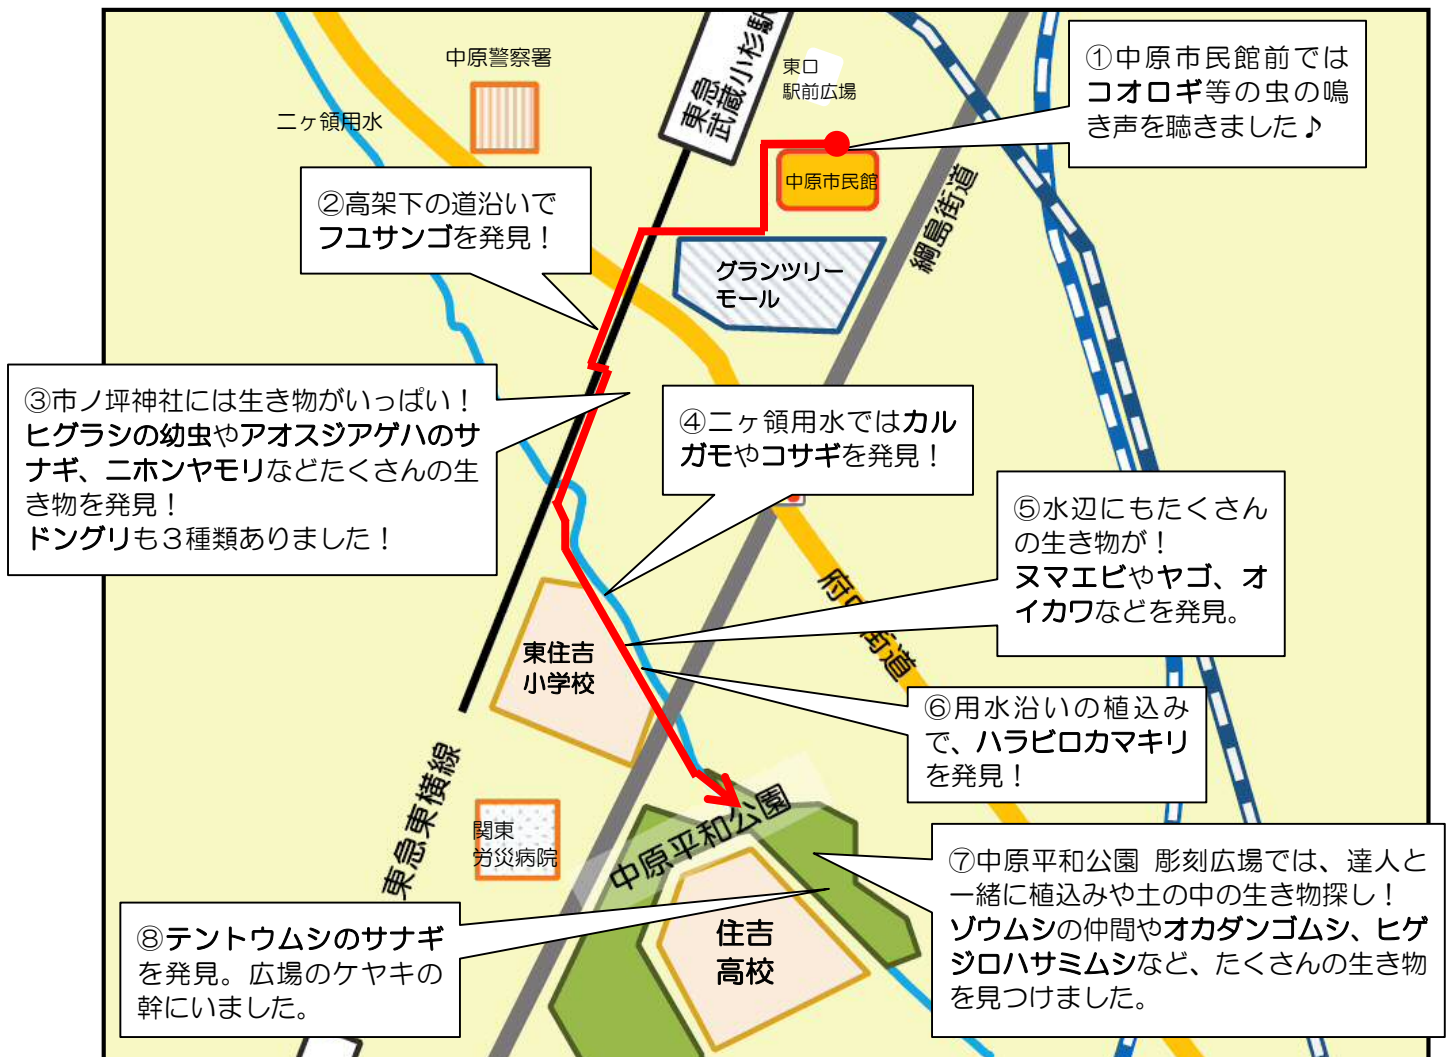 中原警察署
二ヶ領用水
東急
武蔵小杉駅
東口
駅前広場
①中原市民館前では
コオロギ等の虫の鳴
き声を聴きました♪
中原市民館
綱島街道
②高架下の道沿いで
フユサンゴを発見！
グランツリー
モール
③市ノ坪神社には生き物がいっぱい！
ヒグラシの幼虫やアオスジアゲハのサ
ナギ、ニホンヤモリなどたくさんの生
き物を発見！
ドングリも３種類ありました！
④二ヶ領用水ではカル
ガモやコサギを発見！
⑤水辺にもたくさん
の生き物が！
ヌマエビやヤゴ、オ
イカワなどを発見。
府中街道
東住吉
小学校
⑥用水沿いの植込み
で、ハラビロカマキリ
を発見！
東急東横線
関東
労災病院
中原平和公園
⑦中原平和公園 彫刻広場では、達人と
一緒に植込みや土の中の生き物探し！
ゾウムシの仲間やオカダンゴムシ、ヒゲ
ジロハサミムシなど、たくさんの生き物
を見つけました。
⑧テントウムシのサナギ
を発見。広場のケヤキの
幹にいました。
住吉
高校